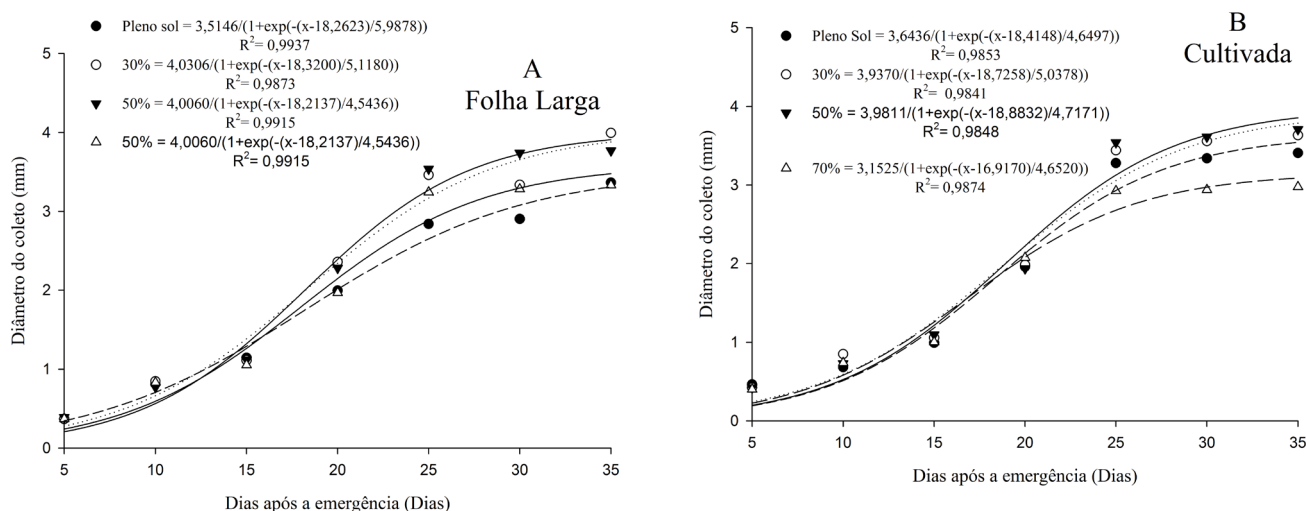 A
Folha Larga
Pleno sol = 3,5146/(1+exp(-(x-18,2623)/5,9878))
R²= 0,9937
30% = 4,0306/(1+exp(-(x-18,3200)/5,1180)
R²= 0,9873
50% = 4,0060/(1+exp(-(x-18,2137)/4,5436))
R²= 0,9915
50% = 4,0060/(1+exp(-(x-18,2137)/4,5436))
R²= 0,9915
Diâmetro do coleto (mm)
5
4
3
2
1
0
5 10 15 20 25 30 35
Dias após a emergência (Dias)
B
Cultivada
Pleno Sol = 3,6436/(1+exp(-(x-18,4148)/4,6497))
R²= 0,9853
30% = 3,9370/(1+exp(-(x-18,7258)/5,0378))
R²= 0,9841
50% = 3,9811/(1+exp(-(x-18,8832)/4,7171))
R²= 0,9848
70% = 3,1525/(1+exp(-(x-16,9170)/4,6520))
R²= 0,9874
Diâmetro do coleto (mm)
5
4
3
2
1
0
5 10 15 20 25 30 35
Dias após a emergência (Dias)